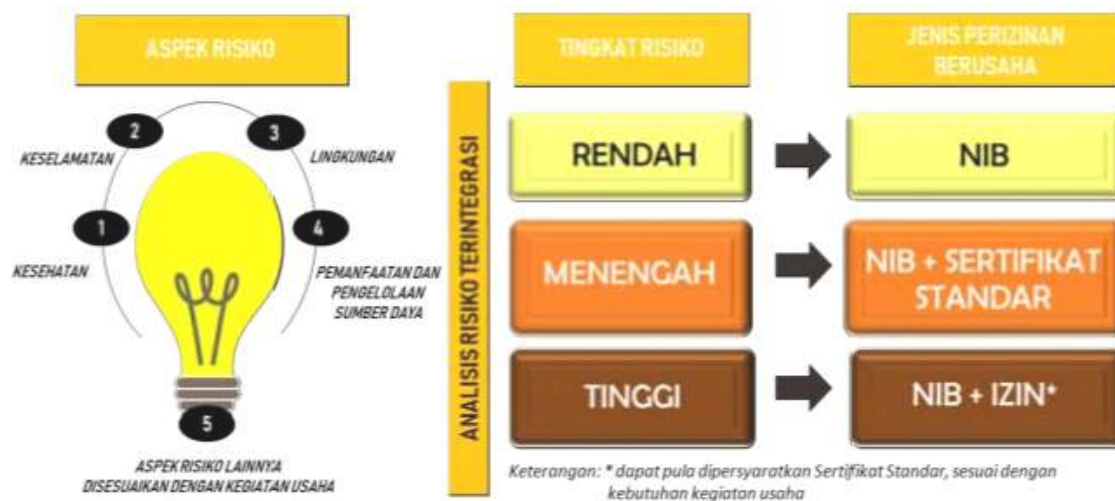 ASPEK RISIKO
2
3
KESELAMATAN
LINGKUNGAN
1
4
KESEHATAN
PEMANFAATAN DAN
PENGELOLAAN
SUMBER DAYA
5
ASPEK RISIKO LAINNYA
DISESUAIKAN DENGAN KEGIATAN USAHA
ANALISIS RISIKO TERINTEGRASI
TINGKAT RISIKO
JENIS PERIZINAN
BERUSAHA
RENDAH
NIB
MENENGAH
NIB + SERTIFIKAT
STANDAR
TINGGI
NIB + IZIN*
Keterangan: * dapat pula dipersyaratkan Sertifikat Standar, sesuai dengan
kebutuhan kegiatan usaha